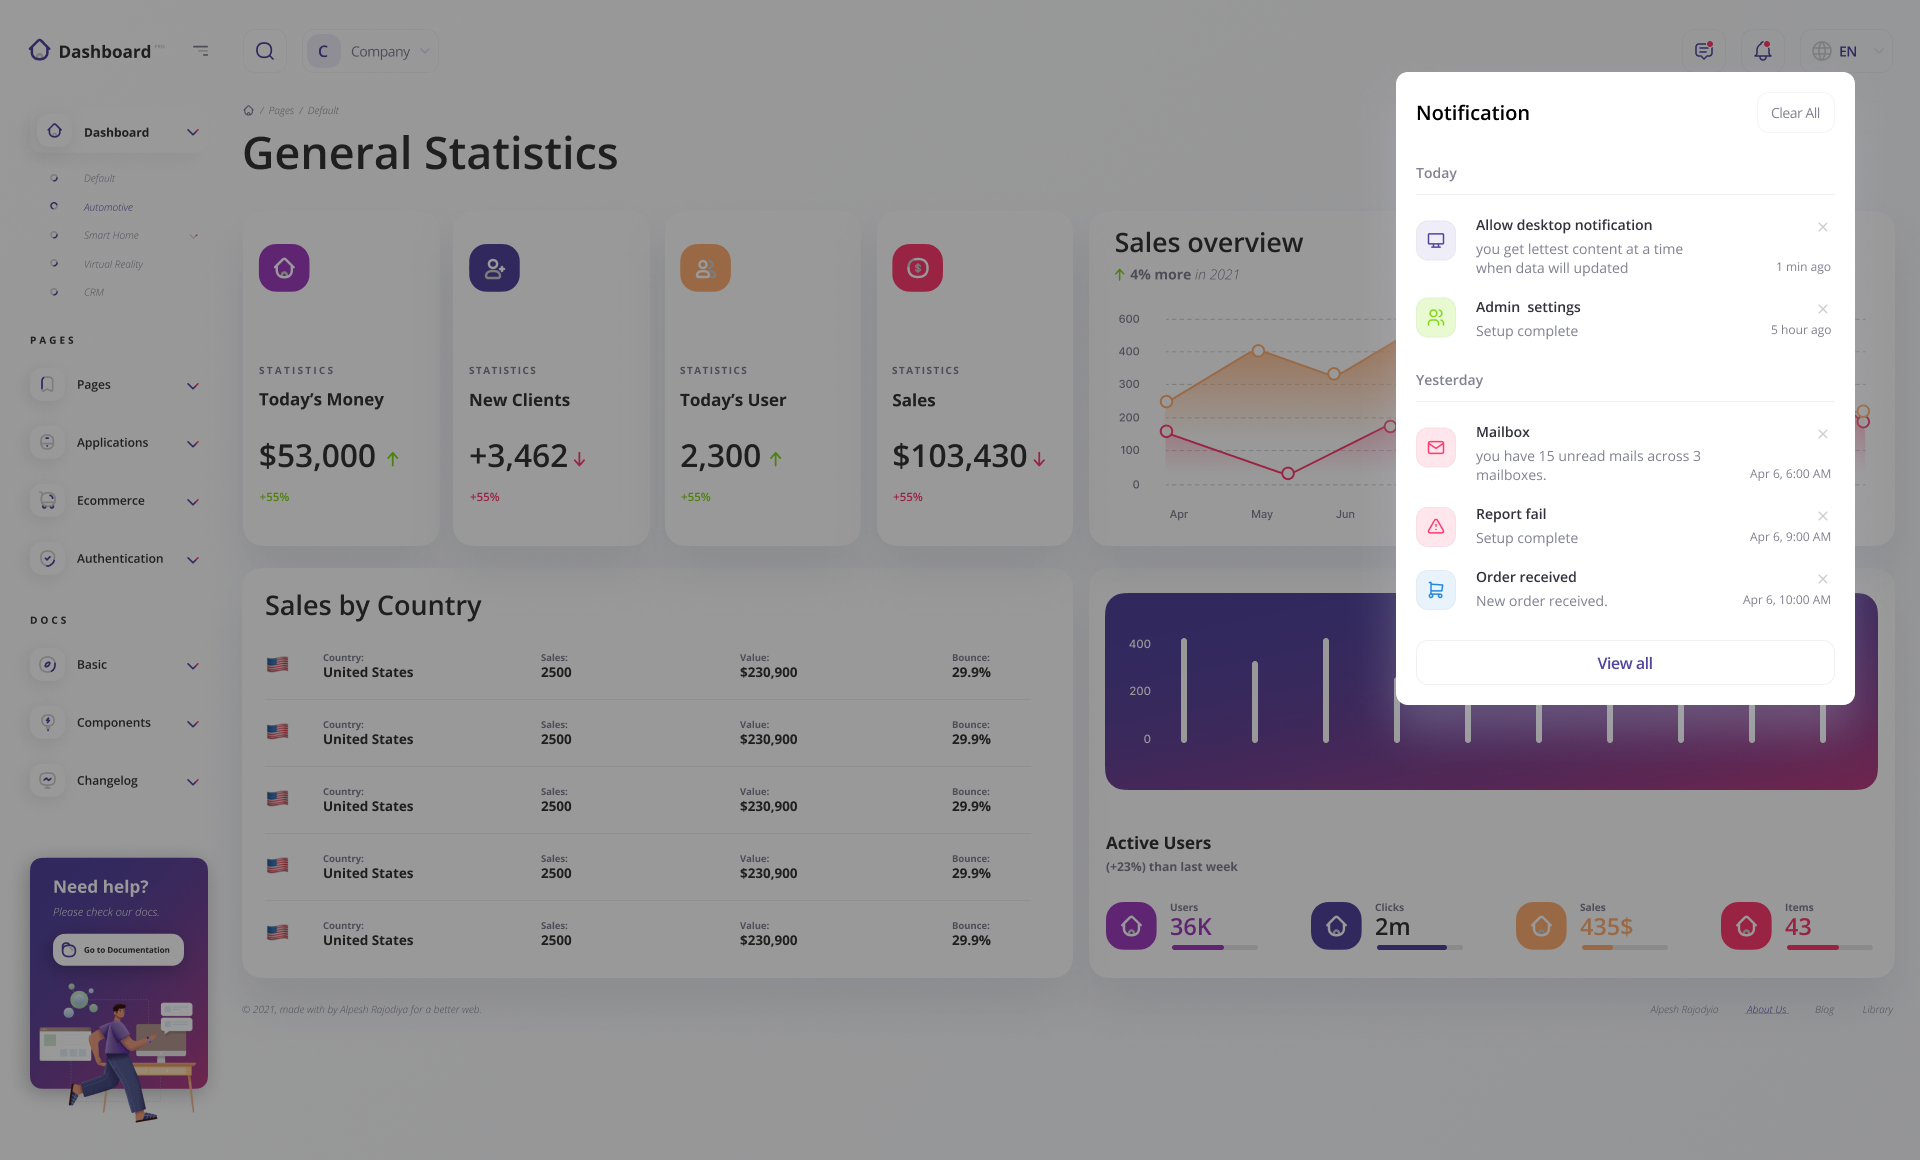 Dashboard
C
Company
EN
/ Pages / Default
General Statistics
Dashboard
Default
Automotive
Smart Home
Virtual Reality
CRM
PAGES
Pages
Applications
Ecommerce
Authentication
DOCS
Basic
Components
Changelog
Need help?
Please check our docs.
Go to Documentation
STATISTICS
Today's Money
$53,000
+55%
STATISTICS
New Clients
+3,462
+55%
STATISTICS
Today's User
2,300
+55%
STATISTICS
Sales
$103,430
+55%
Sales overview
4% more in 2021
600
400
300
200
100
0
Apr
May
Jun
Notification
Clear All
Today
Allow desktop notification
you get lettest content at a time
when data will updated
1 min ago
Admin settings
Setup complete
5 hour ago
Yesterday
Mailbox
you have 15 unread mails across 3
mailboxes.
Apr 6, 6:00 AM
Report fail
Setup complete
Apr 6, 9:00 AM
Order received
New order received.
Apr 6, 10:00 AM
View all
Sales by Country
Country: Sales: Value: Bounce:
United States 2500 $230,900 29.9%
Country: Sales: Value: Bounce:
United States 2500 $230,900 29.9%
Country: Sales: Value: Bounce:
United States 2500 $230,900 29.9%
Country: Sales: Value: Bounce:
United States 2500 $230,900 29.9%
Country: Sales: Value: Bounce:
United States 2500 $230,900 29.9%
400
200
0
Active Users
(+23%) than last week
Users
36K
Clicks
2m
Sales
435$
Items
43
© 2021, made with by Alpesh Rajodiya for a better web.
Alpesh Rajodyia
About Us
Blog
Library